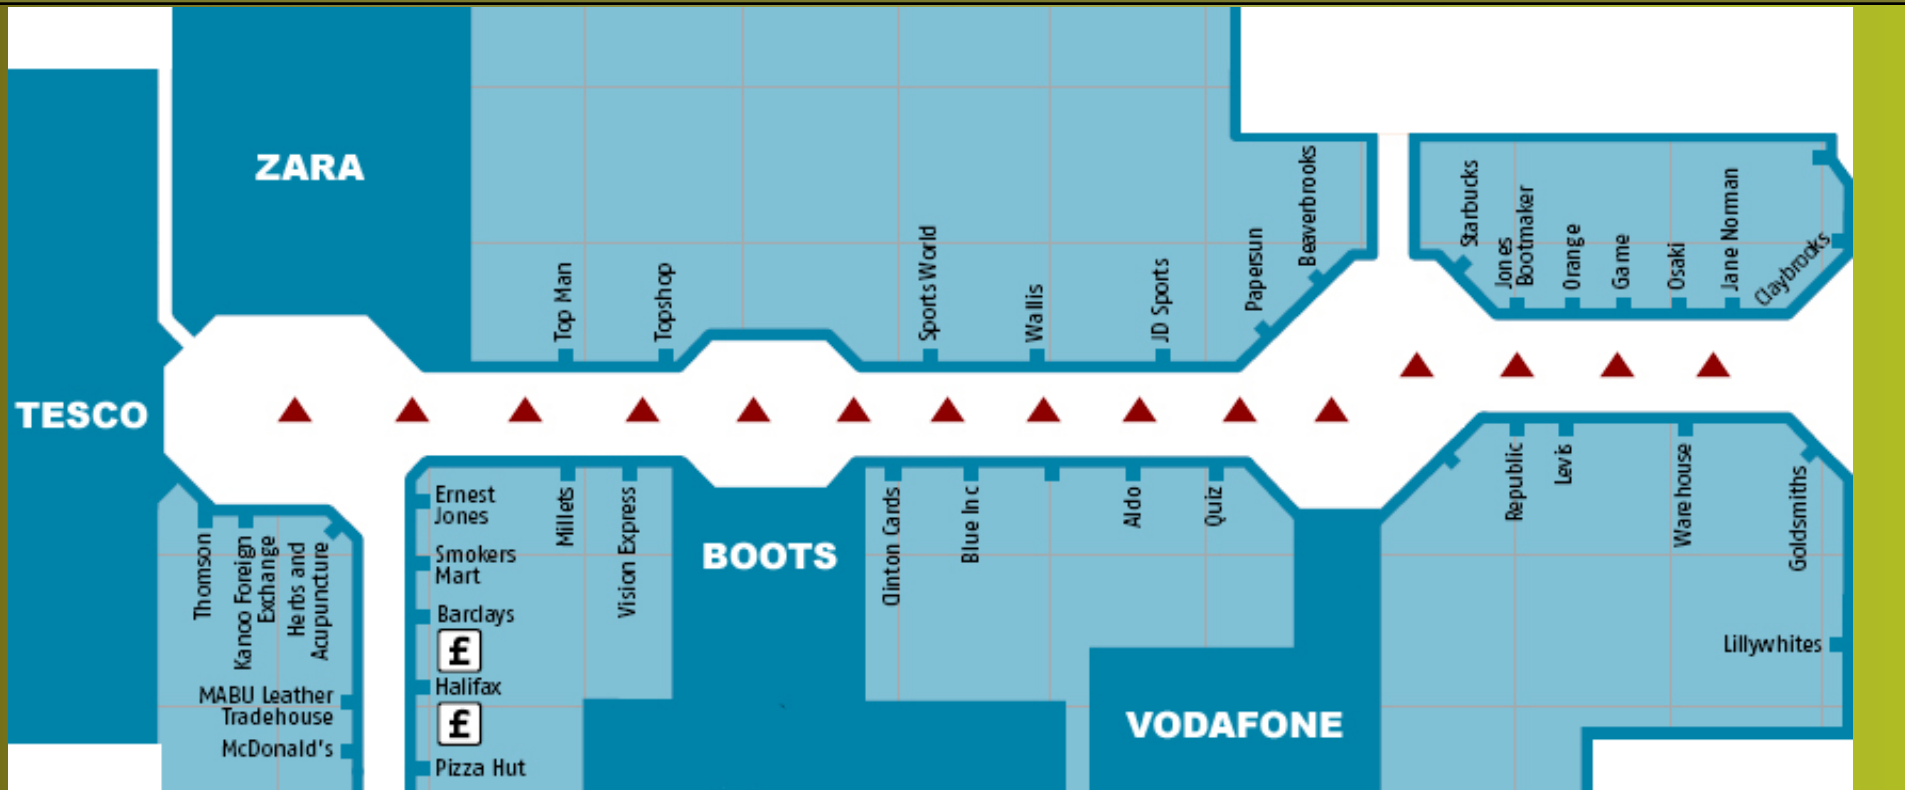 ZARA
TESCO
Top Man
Topshop
Sports World
Wallis
JD Sports
Papersun
Beaverbrooks
Starbucks
Jones
Bootmaker
Orange
Game
Osaki
Jane Norman
Claybrooks
Thomson
Kanoo Foreign
Exchange
Herbs and
Acupuncture
MABU Leather
Tradehouse
McDonald's
Ernest
Jones
Smokers
Mart
Barclays
£
Halifax
£
Pizza Hut
Millets
Vision Express
BOOTS
Clinton Cards
Blue Inc
Aldo
Quiz
VODAFONE
Republic
Levis
Warehouse
Goldsmiths
Lillywhites